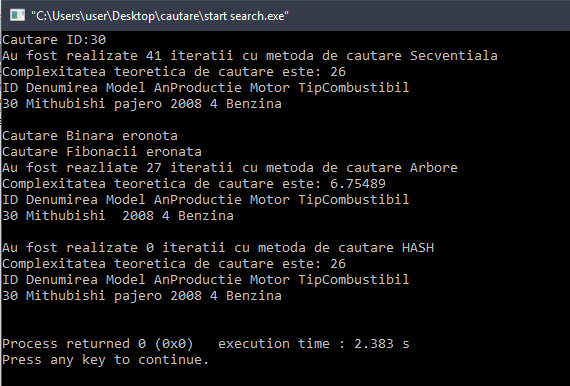 "C:\Users\user\Desktop\cautare\start search.exe"
Cautare ID:30
Au fost realizate 41 iteratii cu metoda de cautare Secventiala
Complexitatea teoretica de cautare este: 26
ID Denumirea Model AnProductie Motor TipCombustibil
30 Mithubishi pajero 2008 4 Benzina
Cautare Binara eronota
Cautare Fibonacii eronata
Au fost reazliate 27 iteratii cu metoda de cautare Arbore
Complexitatea teoretica de cautare este: 6.75489
ID Denumirea Model AnProductie Motor TipCombustibil
30 Mithubishi  2008 4 Benzina
Au fost realizate 0 iteratii cu metoda de cautare HASH
Complexitatea teoretica de cautare este: 26
ID Denumirea Model AnProductie Motor TipCombustibil
30 Mithubishi pajero 2008 4 Benzina
Process returned 0 (0x0)   execution time : 2.383 s
Press any key to continue.